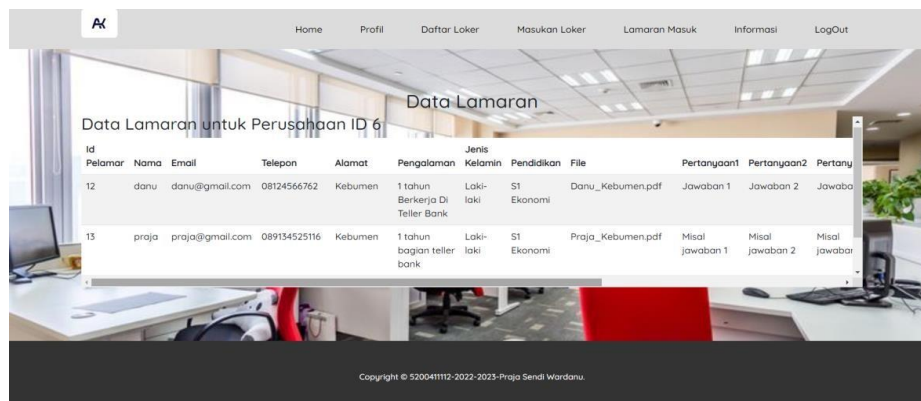 AK
Home Profil Daftar Loker Masukan Loker Lamaran Masuk Informasi LogOut
Data Lamaran
Data Lamaran untuk Perusahaan ID 6
Id Pelamar Nama Email Telepon Alamat Pengalaman Jenis Kelamin Pendidikan File Pertanyaan1 Pertanyaan2 Pertany
12 danu danu@gmail.com 08124566762 Kebumen 1 tahun Berkerja Di Teller Bank Laki-laki S1 Ekonomi Danu_Kebumen.pdf Jawaban 1 Jawaban 2 Jawaba
13 praja praja@gmail.com 089134525116 Kebumen 1 tahun bagian teller bank Laki-laki S1 Ekonomi Praja_Kebumen.pdf Misal jawaban 1 Misal jawaban 2 Misal jawabar
Copyright © 5200411112-2022-2023-Praja Sendi Wardanu.